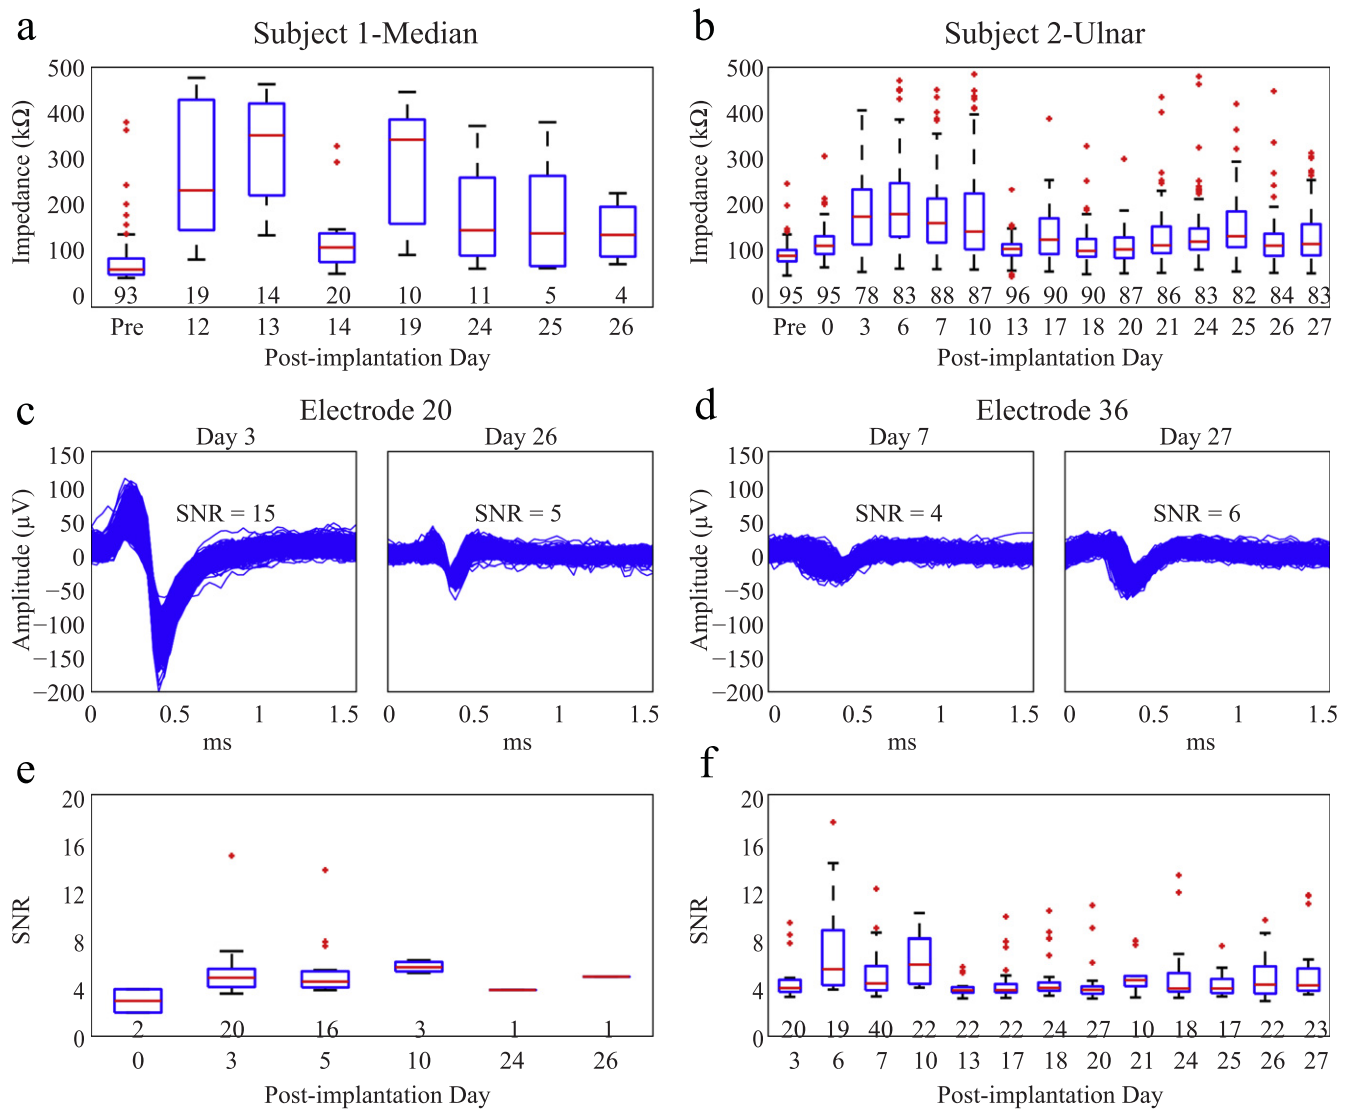 a
Subject 1-Median
Impedance (kΩ)
500
400
300
200
100
0
93 19 14 20 10 11 5 4
Pre 12 13 14 19 24 25 26
Post-implantation Day
b
Subject 2-Ulnar
Impedance (kΩ)
500
400
300
200
100
0
95 95 78 83 88 87 96 90 90 87 86 83 82 84 83
Pre 0 3 6 7 10 13 17 18 20 21 24 25 26 27
Post-implantation Day
c
Electrode 20
Day 3 Day 26
Amplitude (µV)
150
100
50
0
−50
−100
−150
−200
SNR = 15 SNR = 5
0 0.5 1 1.5 0 0.5 1 1.5
ms ms
d
Electrode 36
Day 7 Day 27
Amplitude (µV)
150
100
50
0
−50
−100
−150
−200
SNR = 4 SNR = 6
0 0.5 1 1.5 0 0.5 1 1.5
ms ms
e
SNR
20
16
12
8
4
0
2 20 16 3 1 1
0 3 5 10 24 26
Post-implantation Day
f
SNR
20
16
12
8
4
0
20 19 40 22 22 22 24 27 10 18 17 22 23
3 6 7 10 13 17 18 20 21 24 25 26 27
Post-implantation Day